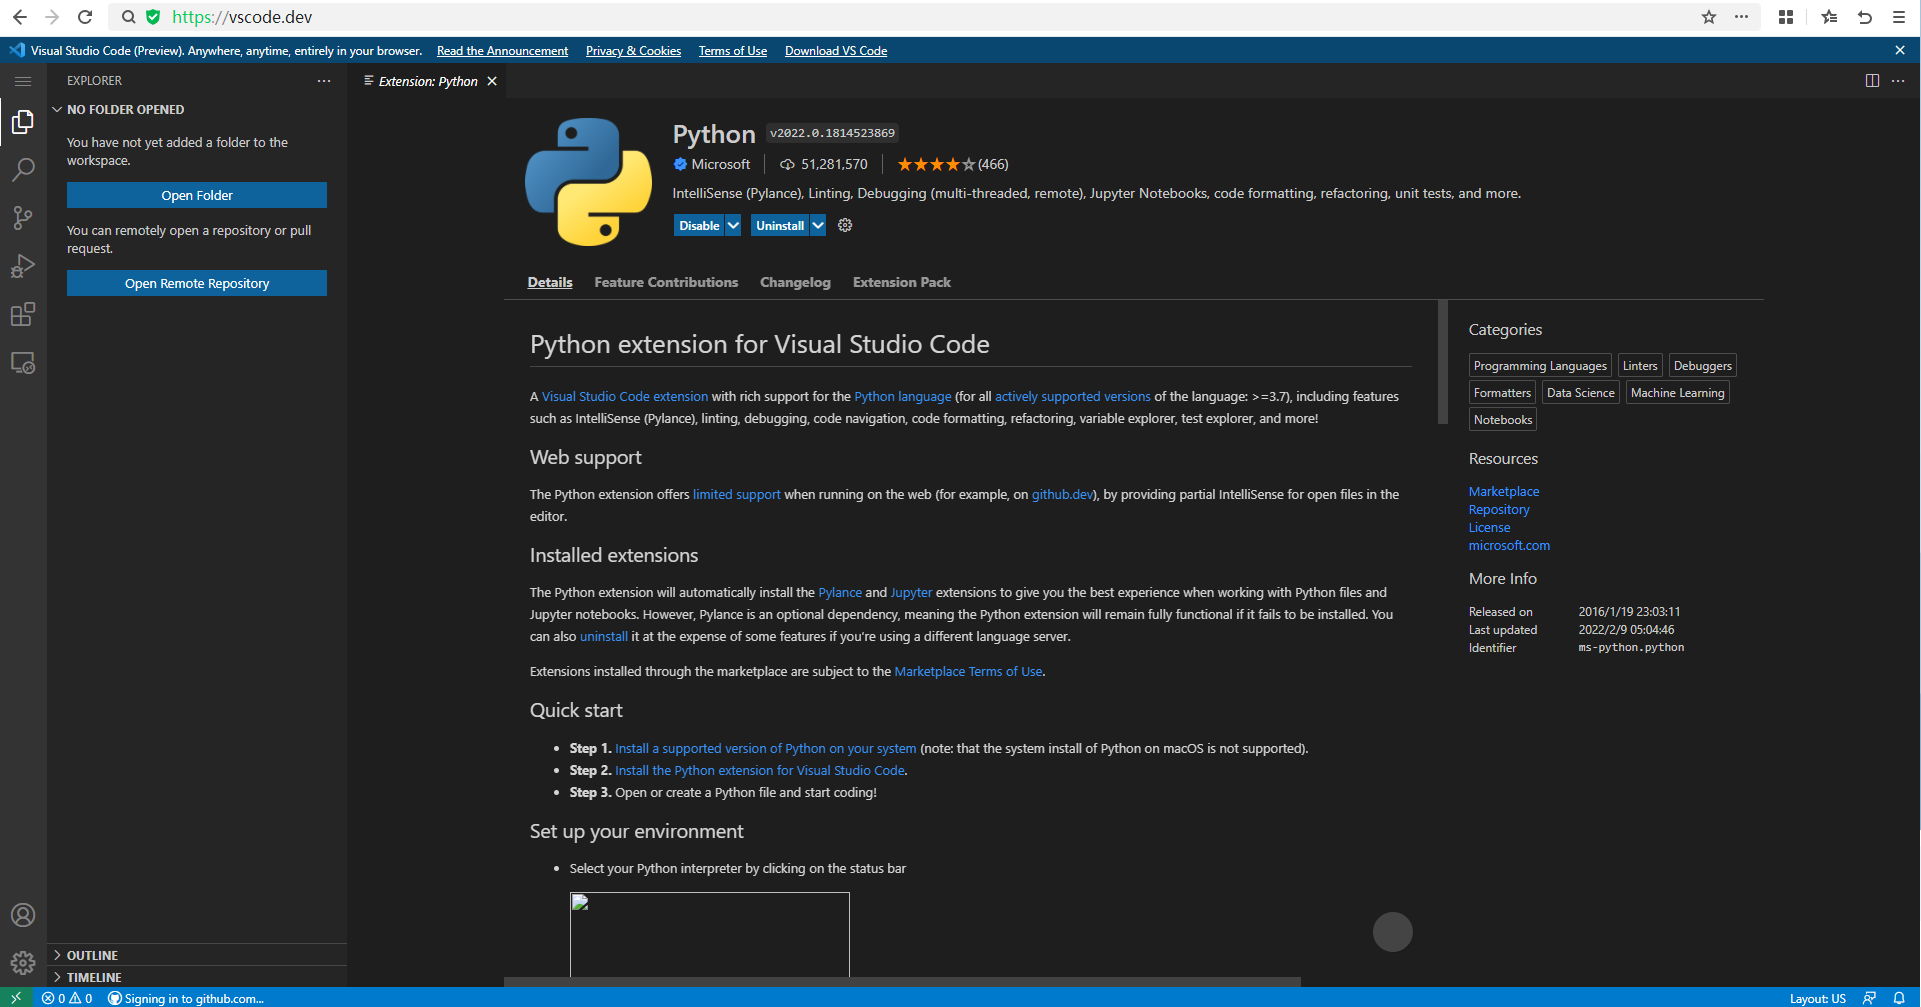 https://vscode.dev
Visual Studio Code (Preview). Anywhere, anytime, entirely in your browser. Read the Announcement Privacy & Cookies Terms of Use Download VS Code
EXPLORER
NO FOLDER OPENED
You have not yet added a folder to the
workspace.
Open Folder
You can remotely open a repository or pull
request.
Open Remote Repository
OUTLINE
TIMELINE
Extension: Python
Python v2022.0.1814523869
Microsoft 51,281,570 (466)
IntelliSense (Pylance), Linting, Debugging (multi-threaded, remote), Jupyter Notebooks, code formatting, refactoring, unit tests, and more.
Disable Uninstall
Details Feature Contributions Changelog Extension Pack
Python extension for Visual Studio Code
A Visual Studio Code extension with rich support for the Python language (for all actively supported versions of the language: >=3.7), including features
such as IntelliSense (Pylance), linting, debugging, code navigation, code formatting, refactoring, variable explorer, test explorer, and more!
Web support
The Python extension offers limited support when running on the web (for example, on github.dev), by providing partial IntelliSense for open files in the
editor.
Installed extensions
The Python extension will automatically install the Pylance and Jupyter extensions to give you the best experience when working with Python files and
Jupyter notebooks. However, Pylance is an optional dependency, meaning the Python extension will remain fully functional if it fails to be installed. You
can also uninstall it at the expense of some features if you're using a different language server.
Extensions installed through the marketplace are subject to the Marketplace Terms of Use.
Quick start
Step 1. Install a supported version of Python on your system (note: that the system install of Python on macOS is not supported).
Step 2. Install the Python extension for Visual Studio Code.
Step 3. Open or create a Python file and start coding!
Set up your environment
Select your Python interpreter by clicking on the status bar
Categories
Programming Languages Linters Debuggers
Formatters Data Science Machine Learning
Notebooks
Resources
Marketplace
Repository
License
microsoft.com
More Info
Released on 2016/1/19 23:03:11
Last updated 2022/2/9 05:04:46
Identifier ms-python.python
0 0 Signing in to github.com... Layout: US